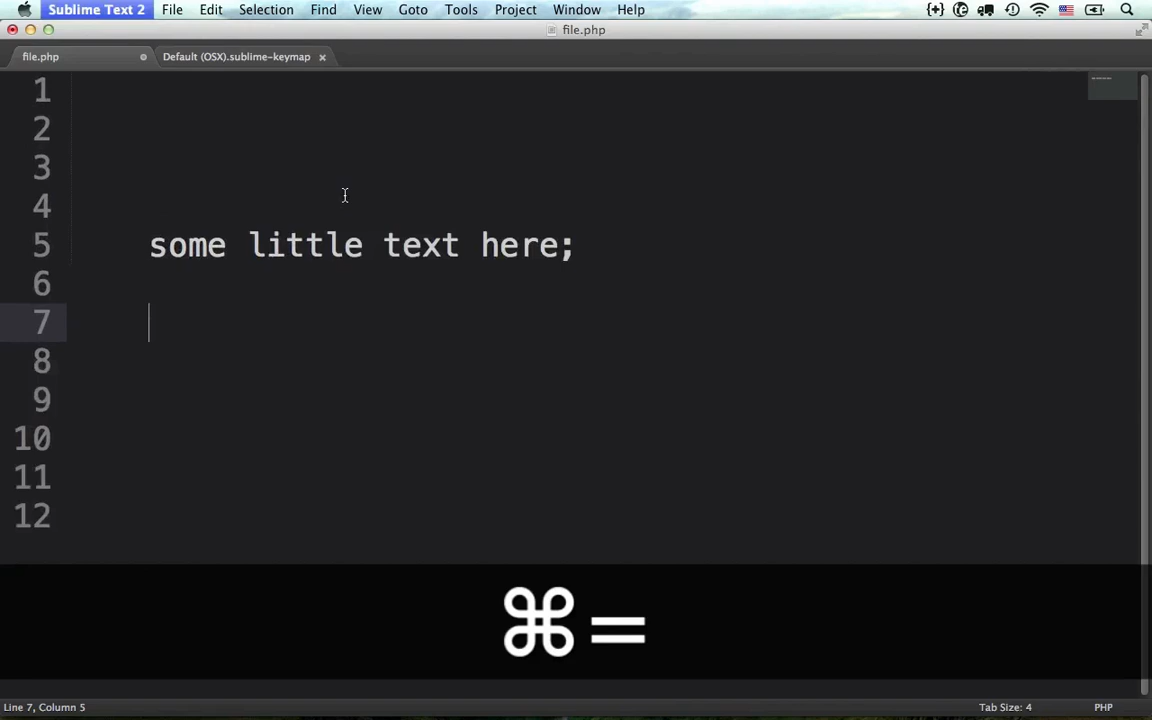 Sublime Text 2 File Edit Selection Find View Goto Tools Project Window Help
file.php
file.php Default (OSX).sublime-keymap
1
2
3
4
5 some little text here;
6
7
8
9
10
11
12
⌘=
Line 7, Column 5 Tab Size: 4 PHP